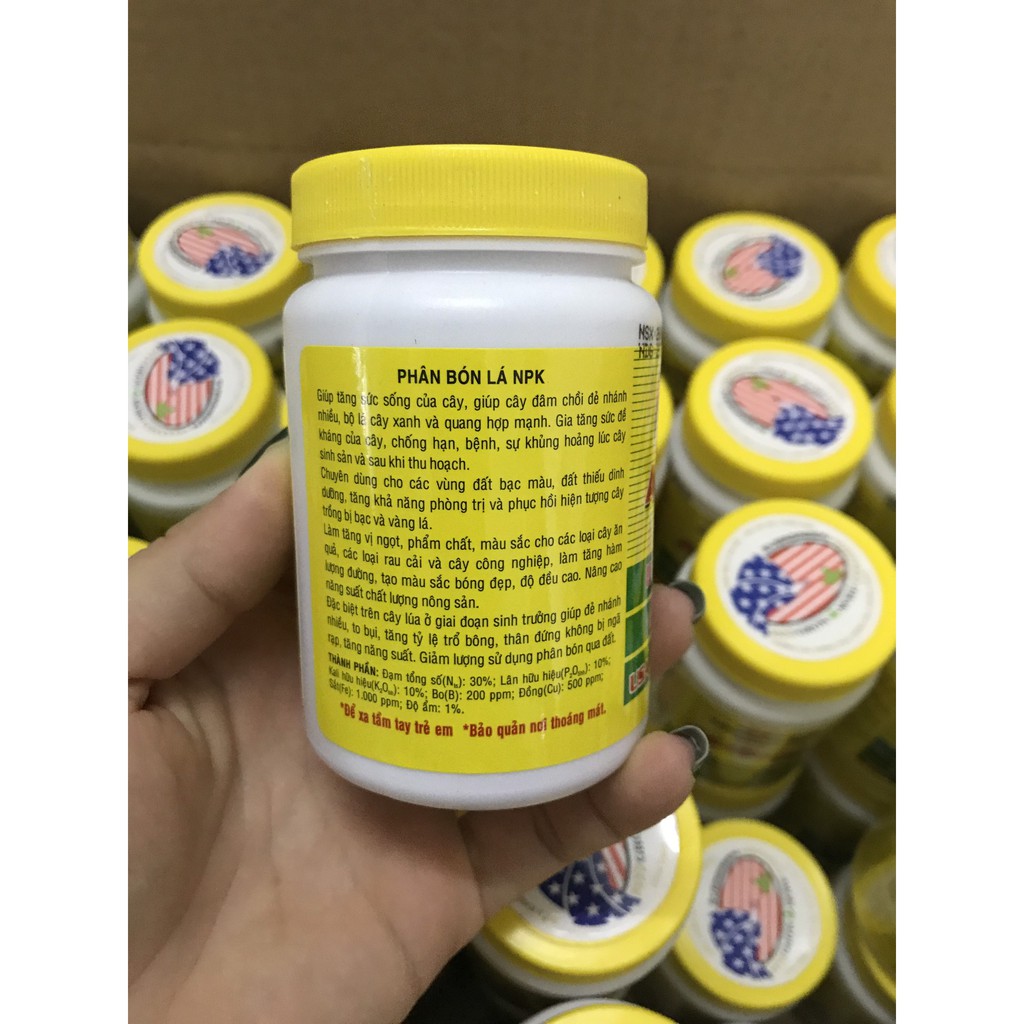 PHÂN BÓN LÁ NPK
Giúp tăng sức sống của cây, giúp cây đâm chồi đẻ nhánh
nhiều, bộ lá cây xanh và quang hợp mạnh. Gia tăng sức đề
kháng của cây, chống hạn, bệnh, sự khủng hoảng lúc cây
sinh sản và sau khi thu hoạch.
Chuyên dùng cho các vùng đất bạc màu, đất thiếu dinh
dưỡng, tăng khả năng phòng trị và phục hồi hiện tượng cây
trồng bị bạc và vàng lá.
Làm tăng vị ngọt, phẩm chất, màu sắc cho các loại cây ăn
quả, các loại rau cải và cây công nghiệp, làm tăng hàm
lượng đường, tạo màu sắc bóng đẹp, độ đều cao. Nâng cao
năng suất chất lượng nông sản.
Đặc biệt trên cây lúa ở giai đoạn sinh trưởng giúp đẻ nhánh
nhiều, to bụi, tăng tỷ lệ trổ bông, thân đứng không bị ngã
rạp, tăng năng suất. Giảm lượng sử dụng phân bón qua đất.
THÀNH PHẦN: Đạm tổng số(Nts): 30%; Lân hữu hiệu(P₂O₅hh): 10%;
Kali hữu hiệu(K₂Ohh): 10%; Bo(B): 200 ppm; Đồng(Cu): 500 ppm;
Sắt(Fe): 1.000 ppm; Độ ẩm: 1%.
*Để xa tầm tay trẻ em *Bảo quản nơi thoáng mát.
NSX